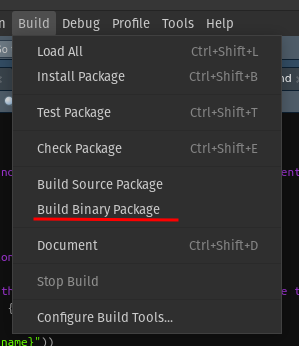 n Build Debug Profile Tools Help
Load All Ctrl+Shift+L
Install Package Ctrl+Shift+B
Test Package Ctrl+Shift+T
Check Package Ctrl+Shift+E
Build Source Package
Build Binary Package
Document Ctrl+Shift+D
Stop Build
Configure Build Tools...
name}"))